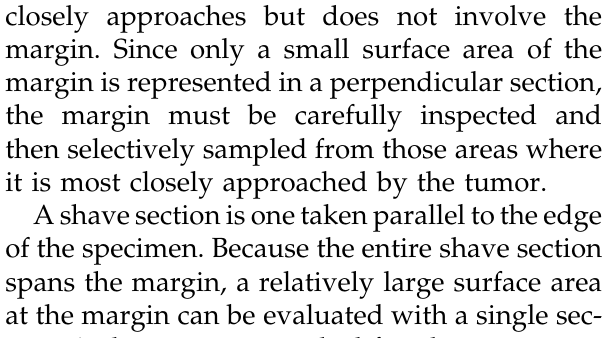 closely approaches but does not involve the
margin. Since only a small surface area of the
margin is represented in a perpendicular section,
the margin must be carefully inspected and
then selectively sampled from those areas where
it is most closely approached by the tumor.
A shave section is one taken parallel to the edge
of the specimen. Because the entire shave section
spans the margin, a relatively large surface area
at the margin can be evaluated with a single sec-